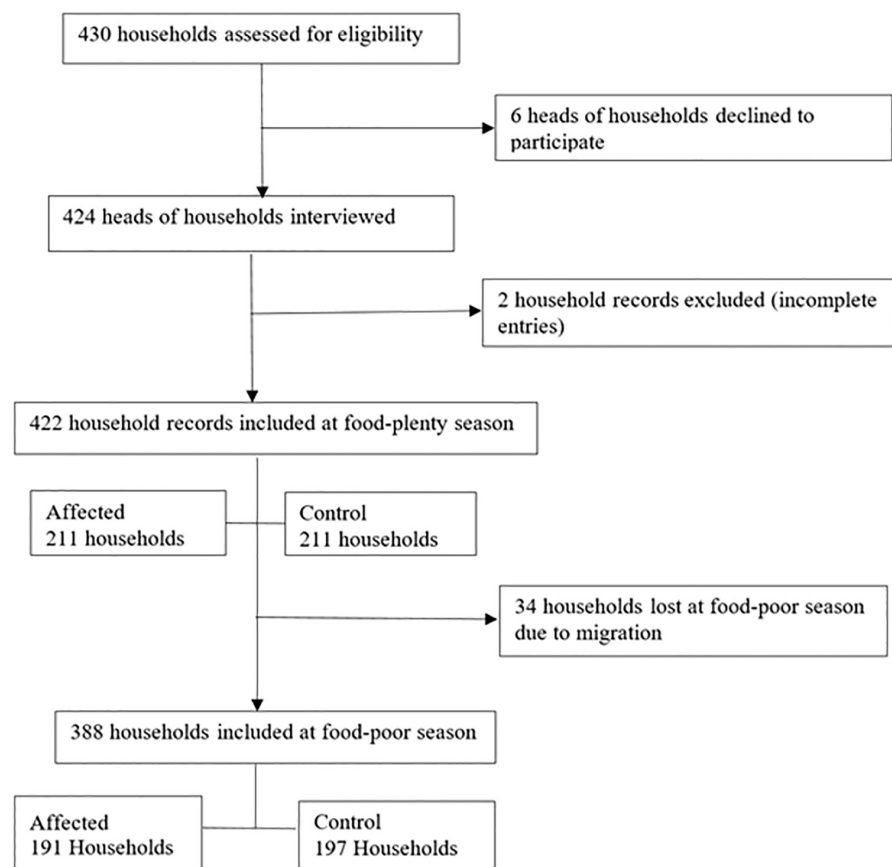 430 households assessed for eligibility
6 heads of households declined to
participate
424 heads of households interviewed
2 household records excluded (incomplete
entries)
422 household records included at food-plenty season
Affected
211 households
Control
211 households
34 households lost at food-poor season
due to migration
388 households included at food-poor season
Affected
191 Households
Control
197 Households